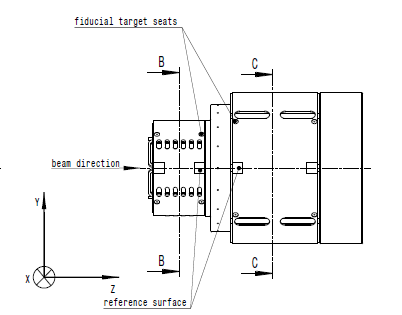 fiducial target seats
B
C
beam direction
Y
B
C
X
Z
reference surface